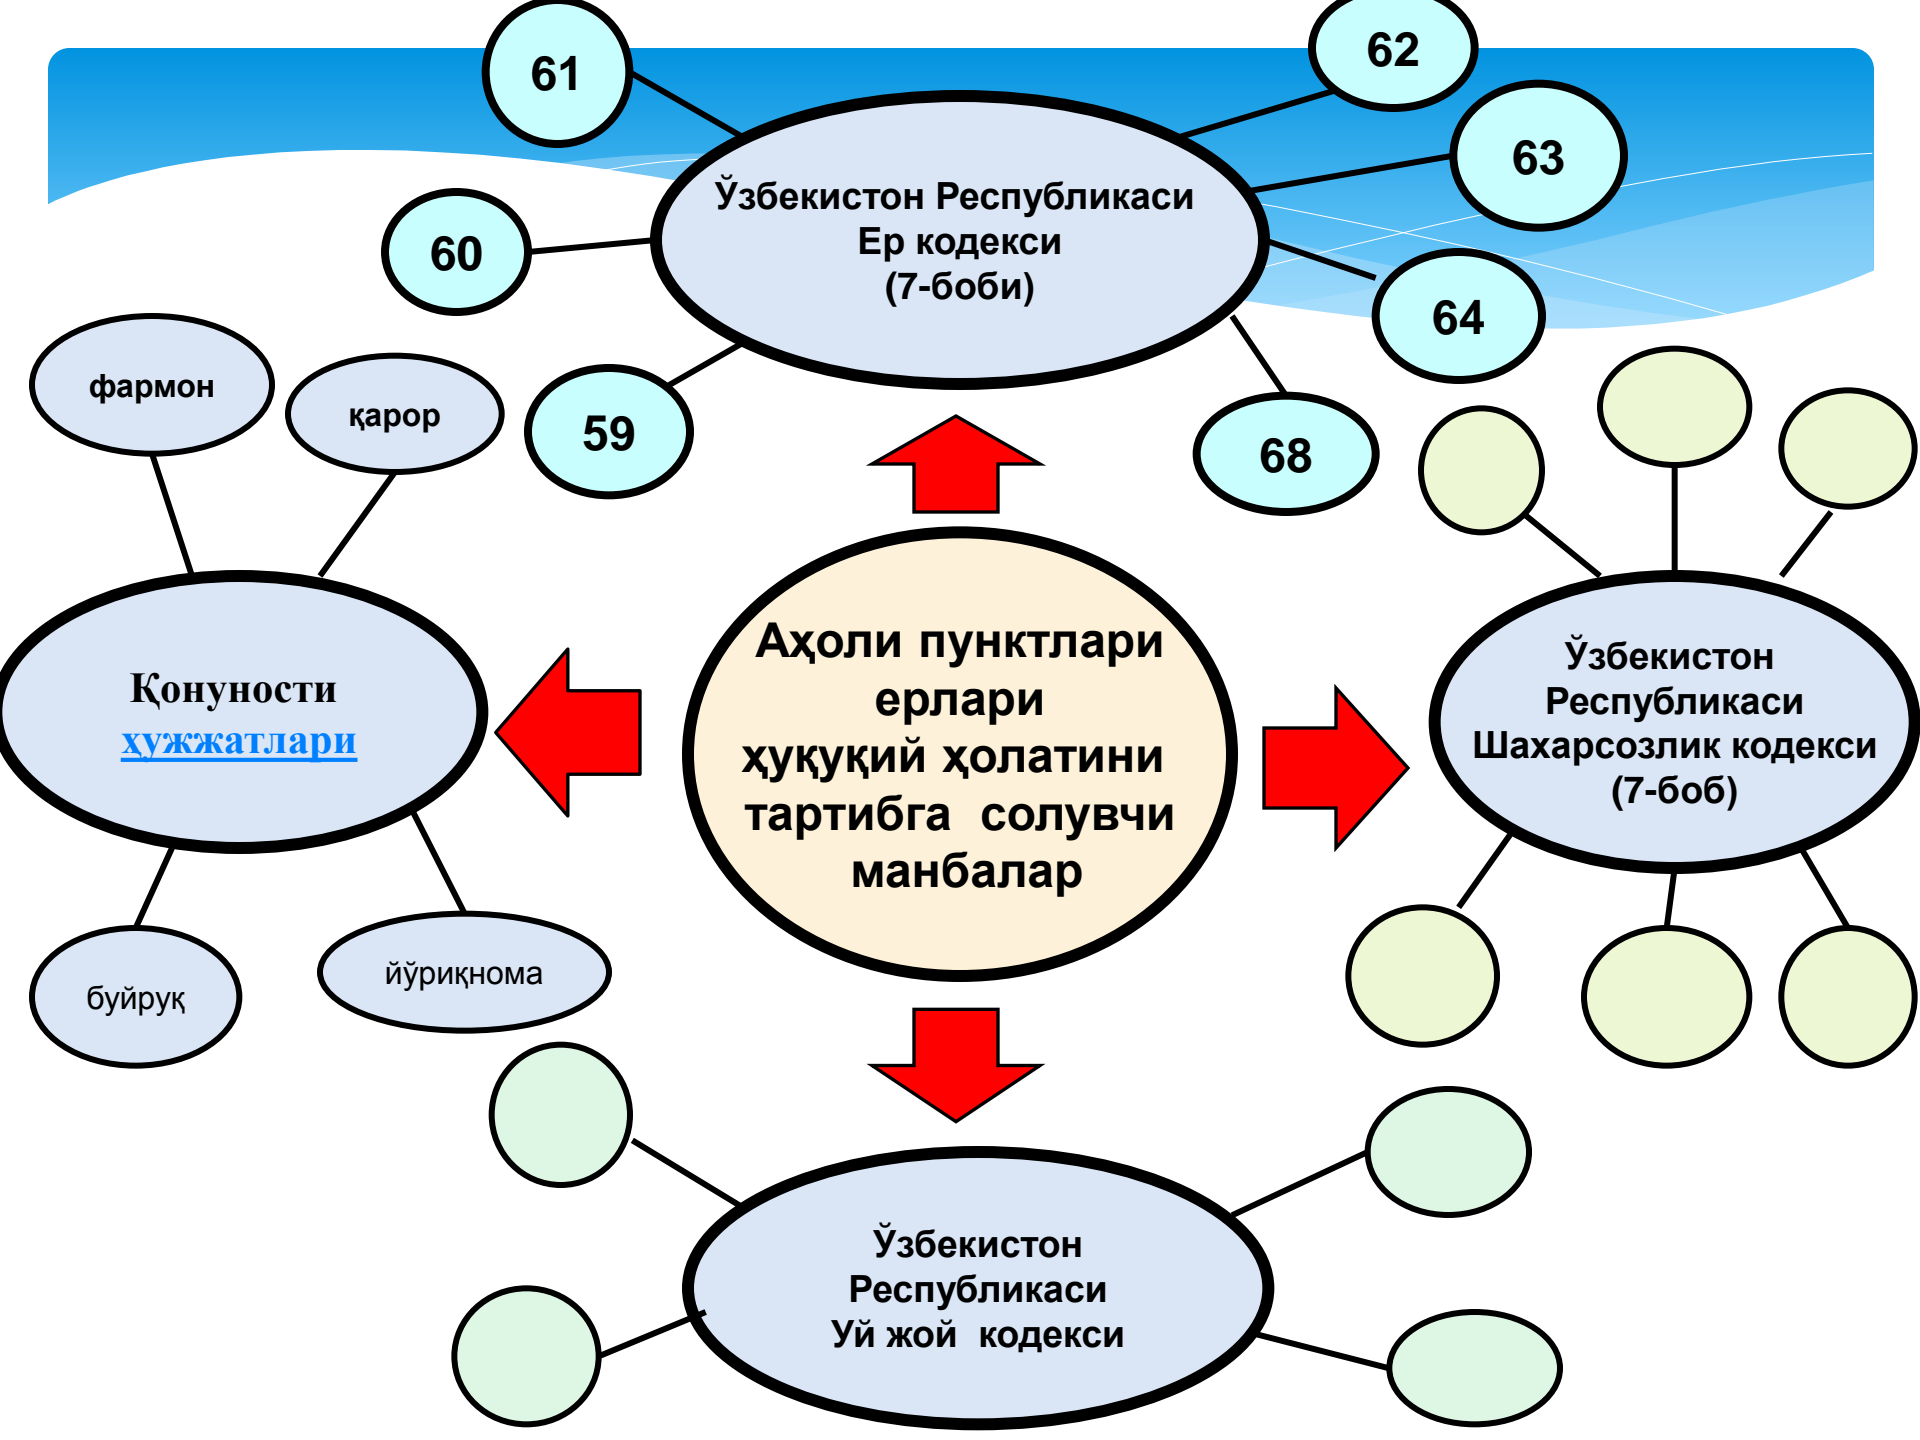 61
62
63
Ўзбекистон Республикаси
Ер кодекси
(7-боби)
60
64
фармон
қарор
59
68
Аҳоли пунктлари
ерлари
ҳуқуқий ҳолатини
тартибга  солувчи
манбалар
Қонуности
ҳужжатлари
Ўзбекистон
Республикаси
Шахарсозлик кодекси
(7-боб)
буйруқ
йўриқнома
Ўзбекистон
Республикаси
Уй жой  кодекси